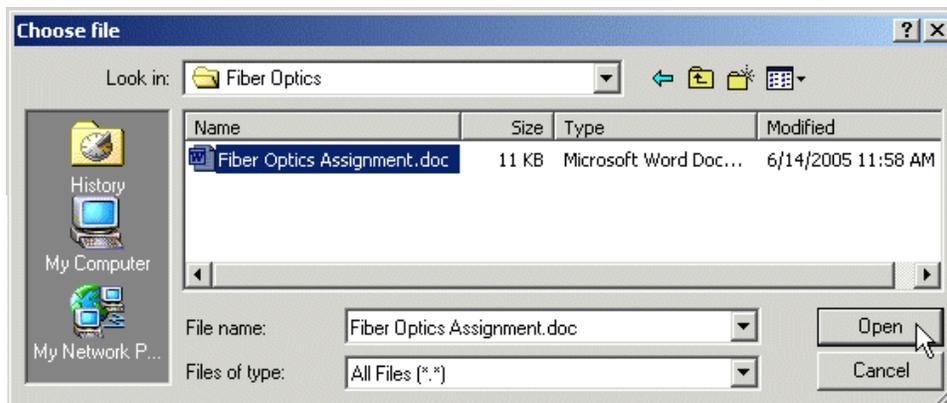 Choose file
Look in: Fiber Optics
Name Size Type Modified
Fiber Optics Assignment.doc 11 KB Microsoft Word Doc... 6/14/2005 11:58 AM
History
My Computer
My Network P...
File name: Fiber Optics Assignment.doc Open
Files of type: All Files (*.*) Cancel